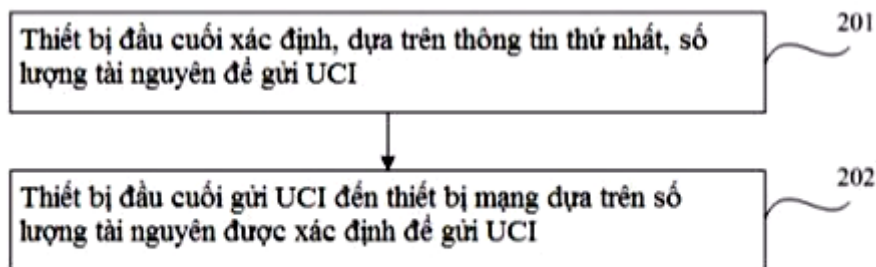 Thiết bị đầu cuối xác định, dựa trên thông tin thứ nhất, số
lượng tài nguyên để gửi UCI
201
Thiết bị đầu cuối gửi UCI đến thiết bị mạng dựa trên số
lượng tài nguyên được xác định để gửi UCI
202